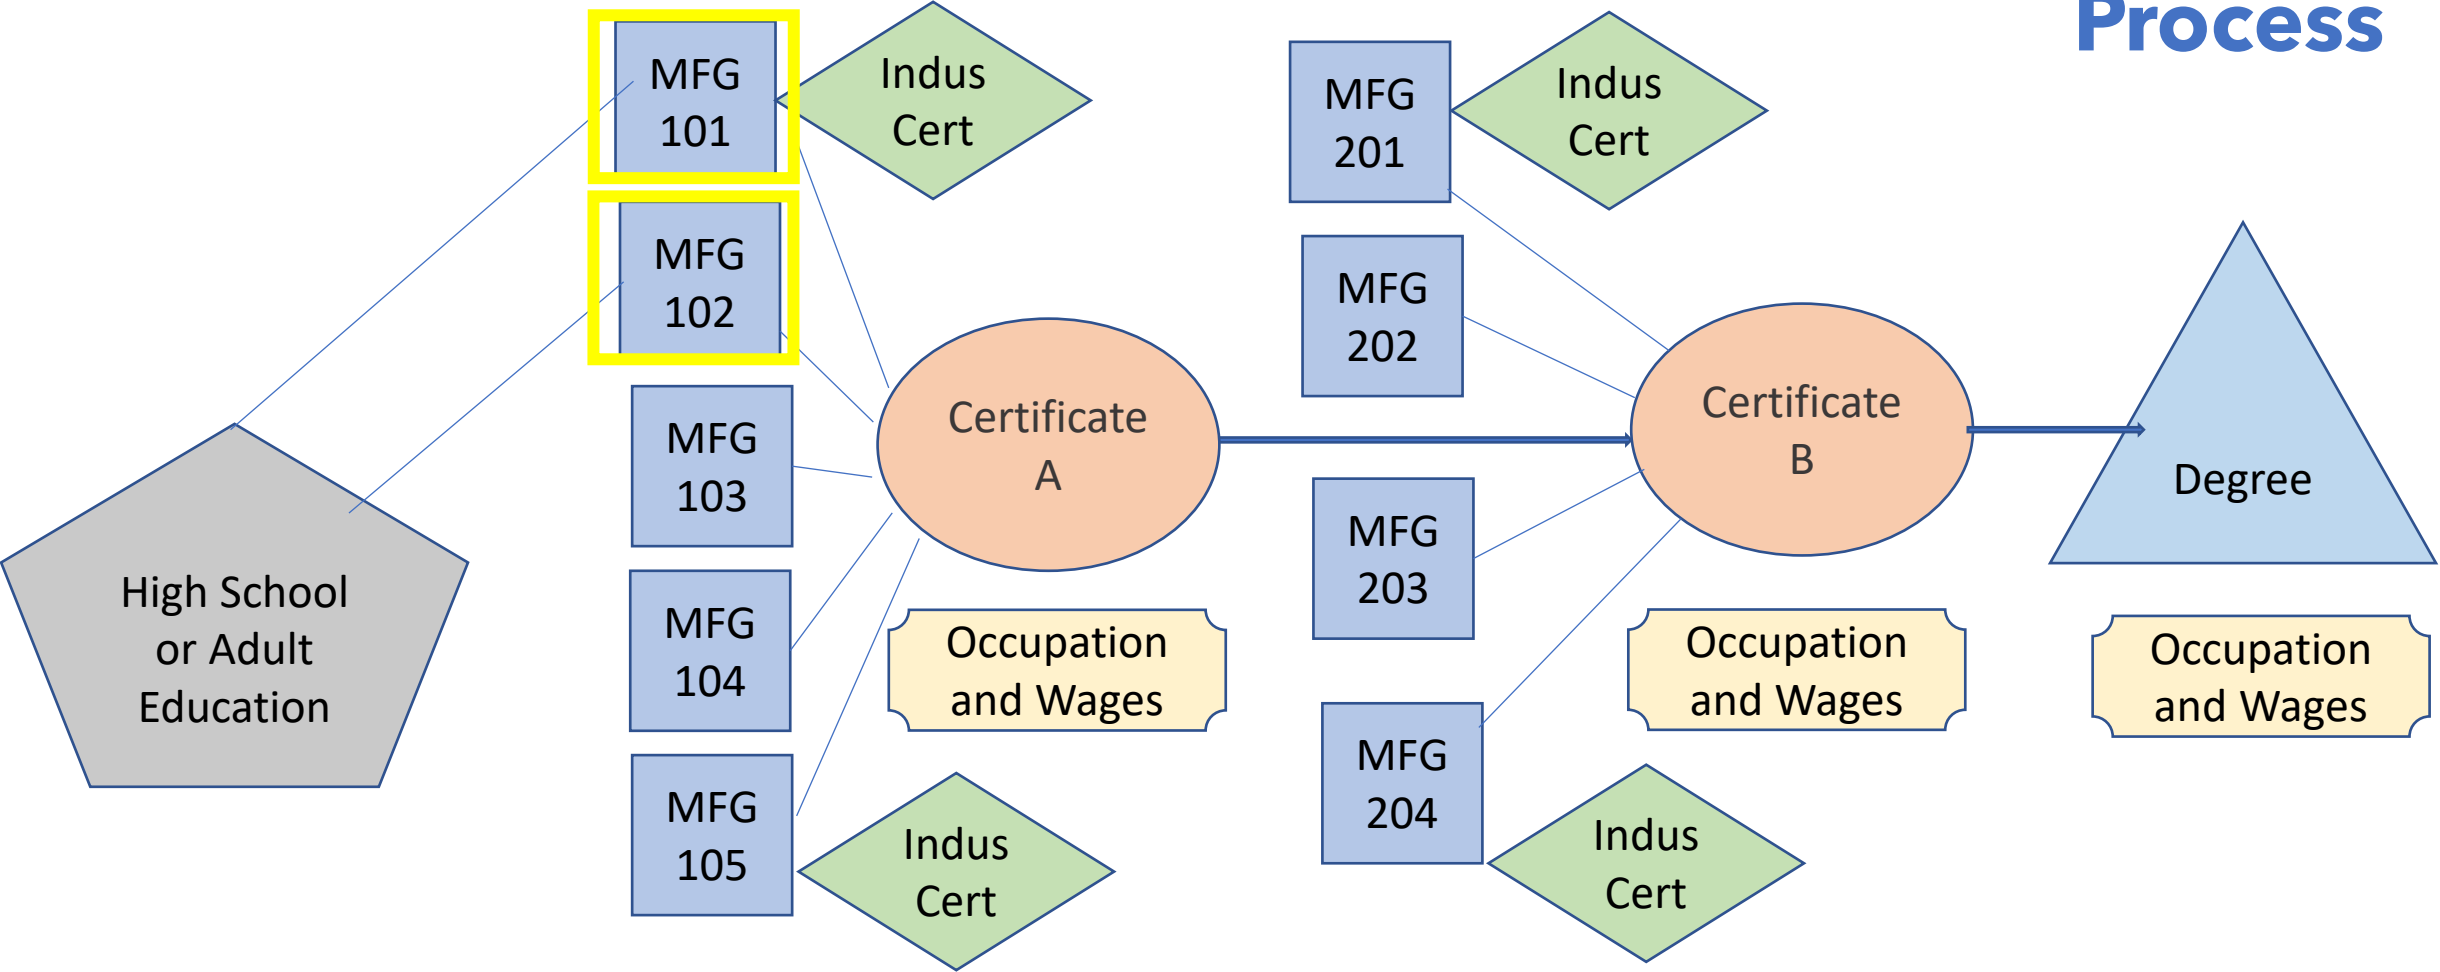 Process
MFG
101
Indus
Cert
MFG
201
Indus
Cert
MFG
102
MFG
202
Certificate
A
Certificate
B
MFG
103
Degree
MFG
203
High School
or Adult
Education
MFG
104
Occupation
and Wages
Occupation
and Wages
Occupation
and Wages
MFG
105
Indus
Cert
MFG
204
Indus
Cert